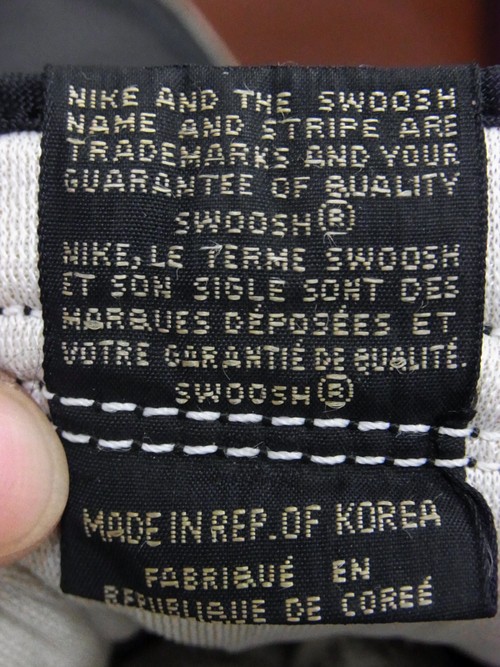 NIKE AND THE SWOOSH
NAME AND STRIPE ARE
TRADEMARKS AND YOUR
GUARANTEE OF QUALITY
SWOOSH®
NIKE, LE TERME SWOOSH
ET SON SIGLE SONT DES
MARQUES DÉPOSÉES ET
VOTRE GARANTIÉ DE QUALITÉ.
SWOOSH®
MADE IN REP. OF KOREA
FABRIQUÉ EN
REPUBLIQUE DE CORÉÉ